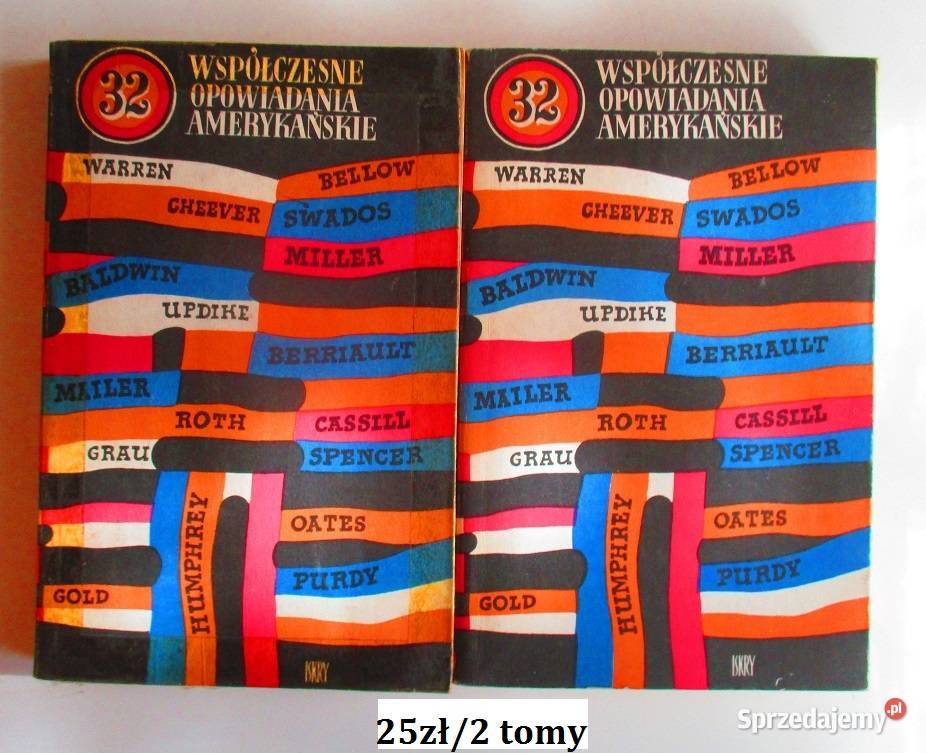 32
WSPÓŁCZESNE
OPOWIADANIA
AMERYKAŃSKIE
WARREN
BELLOW
CHEEVER
SWADOS
MILLER
BALDWIN
UPDIKE
BERRIAULT
MAILER
ROTH
CASSILL
GRAU
SPENCER
HUMPHREY
OATES
PURDY
GOLD
ISKRY
32
WSPÓŁCZESNE
OPOWIADANIA
AMERYKAŃSKIE
WARREN
BELLOW
CHEEVER
SWADOS
MILLER
BALDWIN
UPDIKE
BERRIAULT
MAILER
ROTH
CASSILL
GRAU
SPENCER
HUMPHREY
OATES
PURDY
GOLD
ISKRY
25zł/2 tomy
Sprzedajemy.pl